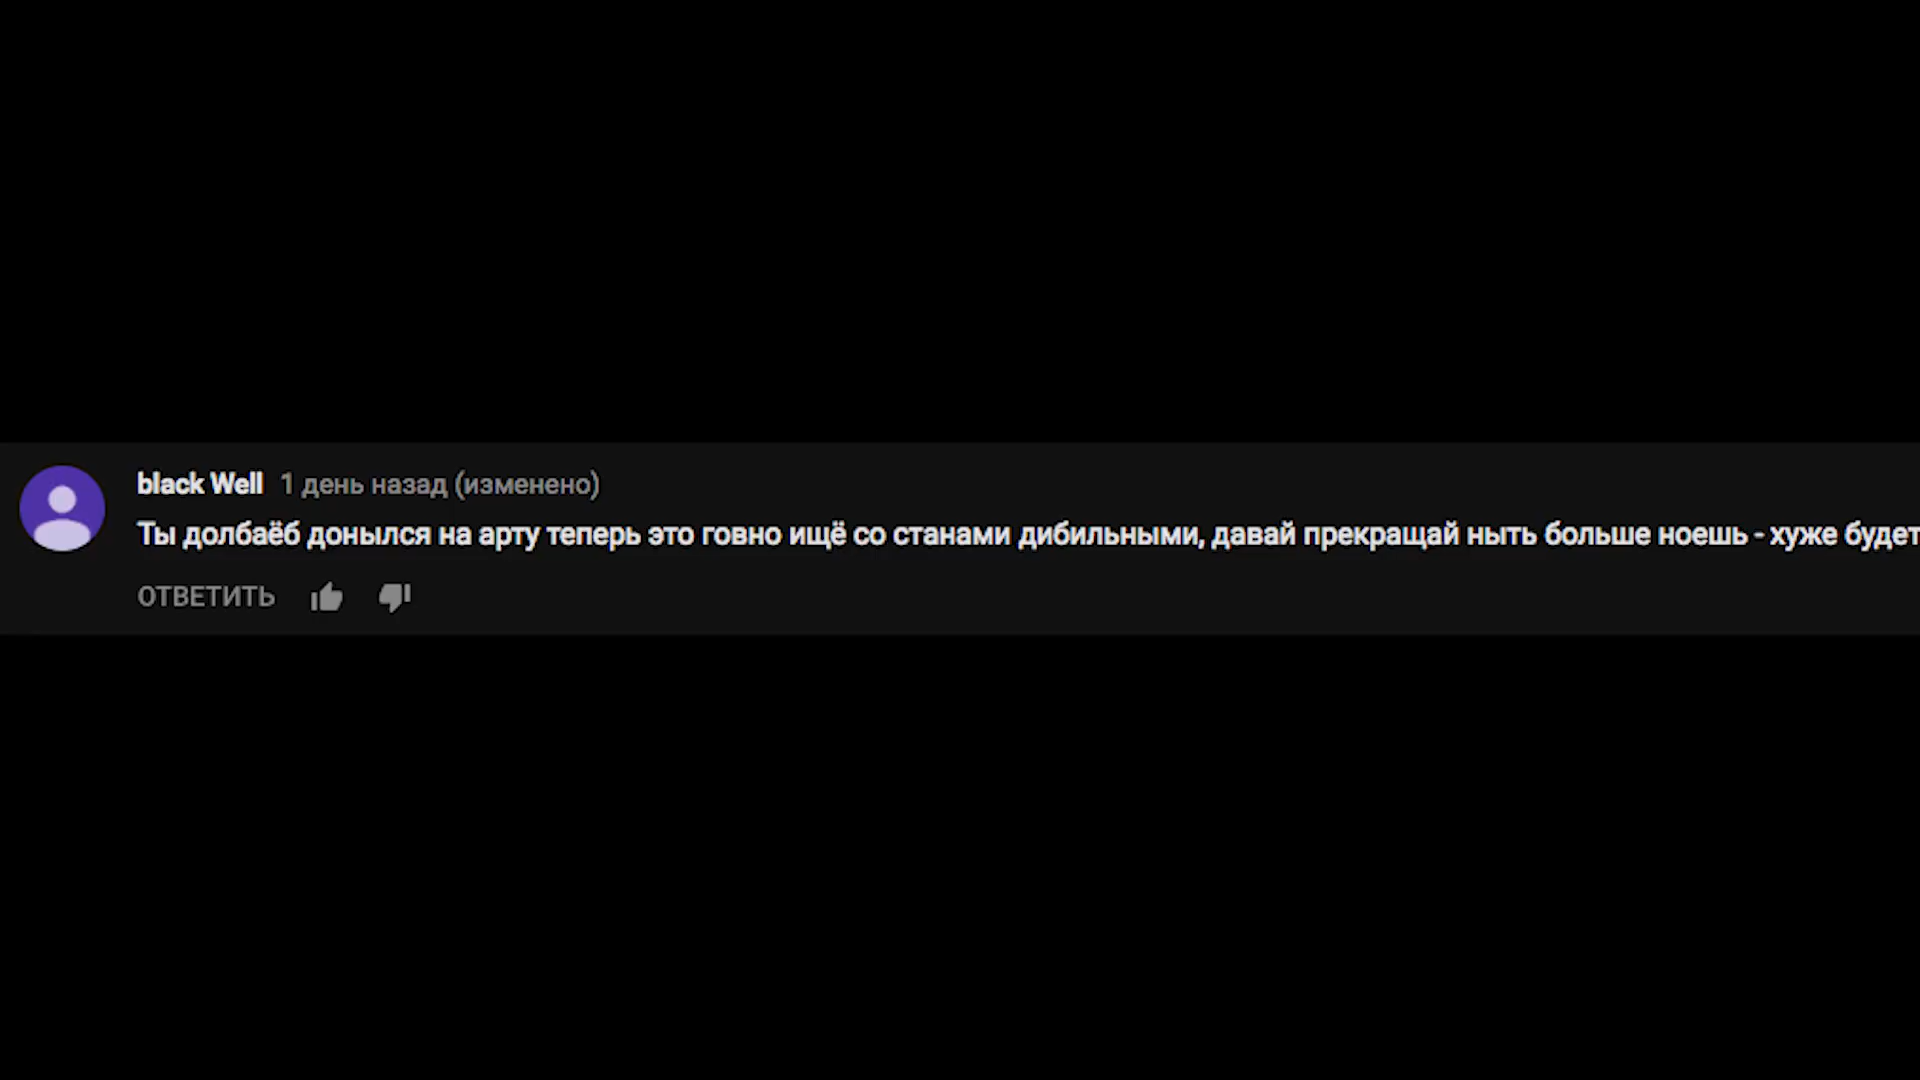 black Well 1 день назад (изменено)
Ты долбаёб донылся на арту теперь это говно ищё со станами дибильными, давай прекращай ныть больше ноешь - хуже будет
ОТВЕТИТЬ